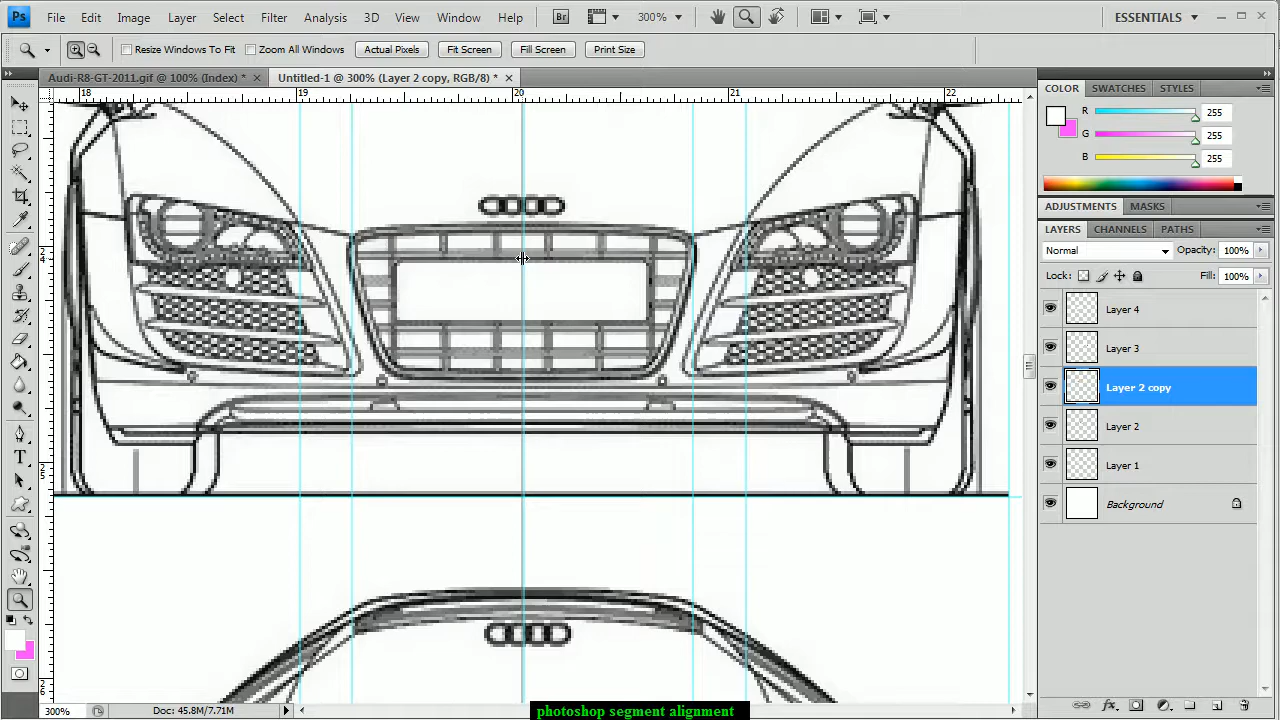 Ps File Edit Image Layer Select Filter Analysis 3D View Window Help Br 300% ESSENTIALS
Resize Windows To Fit Zoom All Windows Actual Pixels Fit Screen Fill Screen Print Size
Audi-R8-GT-2011.gif @ 100% (Index) * Untitled-1 @ 300% (Layer 2 copy, RGB/8) *
18 19 20 21 22
COLOR SWATCHES STYLES
R 255
G 255
B 255
ADJUSTMENTS MASKS
LAYERS CHANNELS PATHS
Normal Opacity: 100%
Lock: Fill: 100%
Layer 4
Layer 3
Layer 2 copy
Layer 2
Layer 1
Background
300% Doc: 45.8M/7.71M
photoshop segment alignment